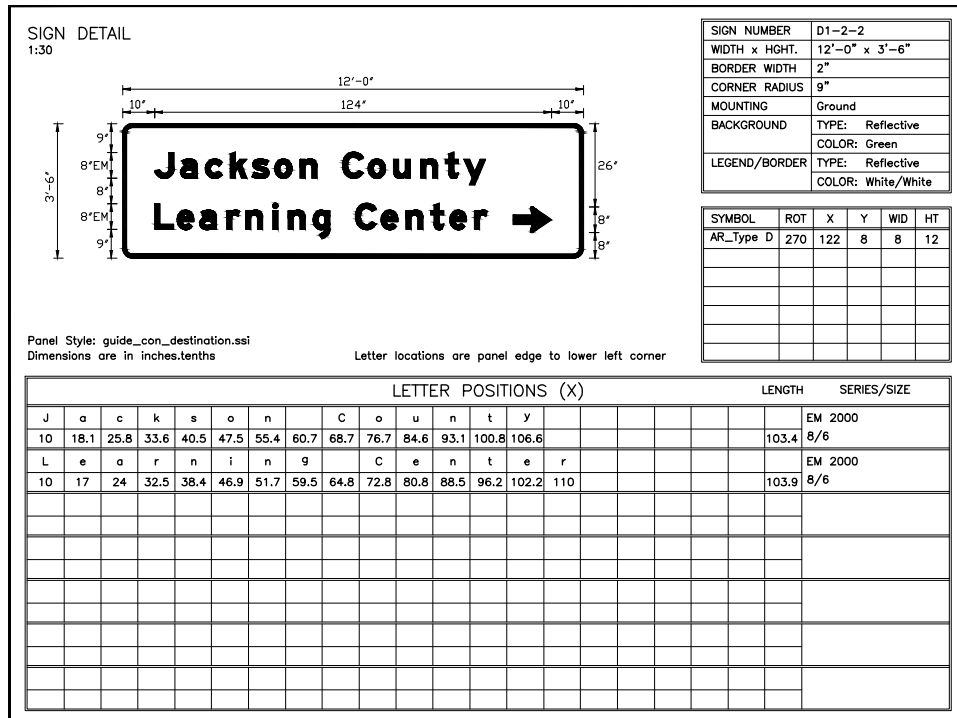 SIGN DETAIL
1:30
12'-0"
10" 124" 10"
3'-6"
9"
8"EM
8"
8"EM
9"
Jackson County
Learning Center
26"
8"
8"
Panel Style: guide_con_destination.ssi
Dimensions are in inches.tenths
Letter locations are panel edge to lower left corner
SIGN NUMBER D1-2-2
WIDTH x HGHT. 12'-0" x 3'-6"
BORDER WIDTH 2"
CORNER RADIUS 9"
MOUNTING Ground
BACKGROUND TYPE: Reflective
COLOR: Green
LEGEND/BORDER TYPE: Reflective
COLOR: White/White
SYMBOL ROT X Y WID HT
AR_Type D 270 122 8 8 12
LETTER POSITIONS (X) LENGTH SERIES/SIZE
J a c k s o n C o u n t y EM 2000
10 18.1 25.8 33.6 40.5 47.5 55.4 60.7 68.7 76.7 84.6 93.1 100.8 106.6 103.4 8/6
L e a r n i n g C e n t e r EM 2000
10 17 24 32.5 38.4 46.9 51.7 59.5 64.8 72.8 80.8 88.5 96.2 102.2 110 103.9 8/6